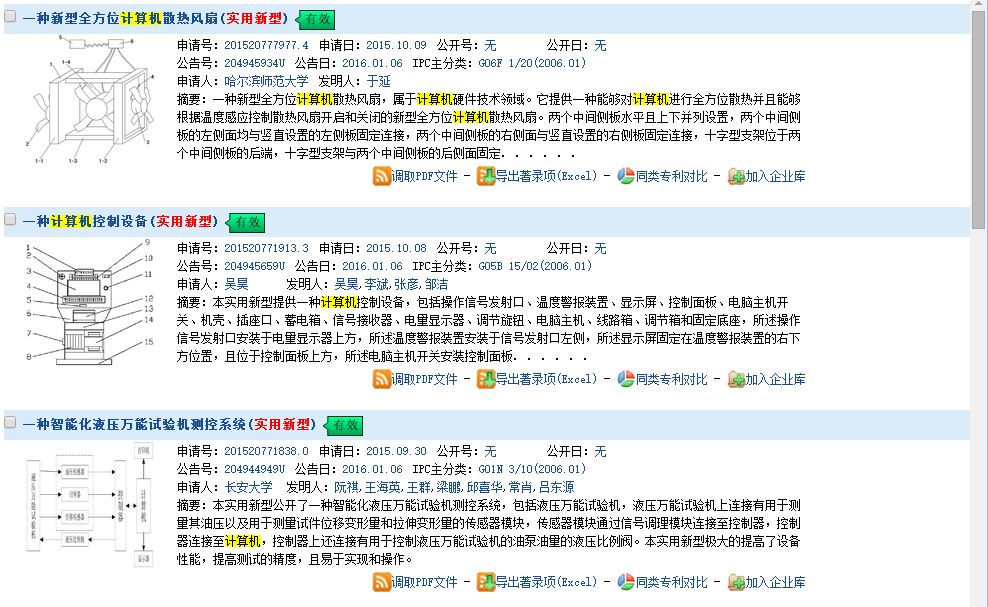 一种新型全方位计算机散热风扇(实用新型) 有效
申请号: 201520777977.4 申请日: 2015.10.09 公开号: 无 公开日: 无
公告号: 204945934U 公告日: 2016.01.06 IPC主分类: G06F 1/20(2006.01)
申请人: 哈尔滨师范大学 发明人: 于延
摘要: 一种新型全方位计算机散热风扇，属于计算机硬件技术领域。它提供一种能够对计算机进行全方位散热并且能够
根据温度感应控制散热风扇开启和关闭的新型全方位计算机散热风扇。两个中间侧板水平且上下并列设置，两个中间侧
板的左侧面均与竖直设置的左侧板固定连接，两个中间侧板的右侧面与竖直设置的右侧板固定连接，十字型支架位于两
个中间侧板的后端，十字型支架与两个中间侧板的后侧面固定. . . . . .
调取PDF文件 - 导出著录项(Excel) - 同类专利对比 - 加入企业库
一种计算机控制设备(实用新型) 有效
申请号: 201520771913.3 申请日: 2015.10.08 公开号: 无 公开日: 无
公告号: 204945659U 公告日: 2016.01.06 IPC主分类: G05B 15/02(2006.01)
申请人: 吴昊 发明人: 吴昊,李斌,张彦,邹洁
摘要: 本实用新型提供一种计算机控制设备，包括操作信号发射口、温度警报装置、显示屏、控制面板、电脑主机开
关、机壳、插座口、蓄电箱、信号接收器、电量显示器、调节旋钮、电脑主机、线路箱、调节箱和固定底座，所述操作
信号发射口安装于电量显示器上方，所述温度警报装置安装于信号发射口左侧，所述显示屏固定在温度警报装置的右下
方位置，且位于控制面板上方，所述电脑主机开关安装控制面板. . . . . .
调取PDF文件 - 导出著录项(Excel) - 同类专利对比 - 加入企业库
一种智能化液压万能试验机测控系统(实用新型) 有效
申请号: 201520771838.0 申请日: 2015.09.30 公开号: 无 公开日: 无
公告号: 204944949U 公告日: 2016.01.06 IPC主分类: G01N 3/10(2006.01)
申请人: 长安大学 发明人: 阮祺,王海英,王群,梁鹏,邱喜华,常肖,吕东源
摘要: 本实用新型公开了一种智能化液压万能试验机测控系统，包括液压万能试验机，液压万能试验机上连接有用于测
量其油压以及用于测量试件位移变形量和拉伸变形量的传感器模块，传感器模块通过信号调理模块连接至控制器，控制
器连接至计算机，控制器上还连接有用于控制液压万能试验机的油泵油量的液压比例阀。本实用新型极大的提高了设备
性能，提高测试的精度，且易于实现和操作。
调取PDF文件 - 导出著录项(Excel) - 同类专利对比 - 加入企业库